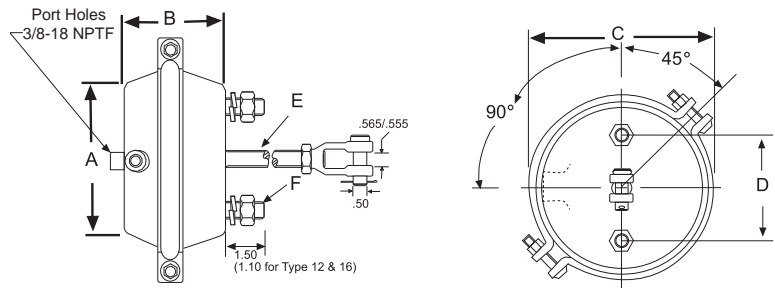 Port Holes
3/8-18 NPTF
B
A
E
.565/.555
F
.50
1.50
(1.10 for Type 12 & 16)
C
45°
90°
D